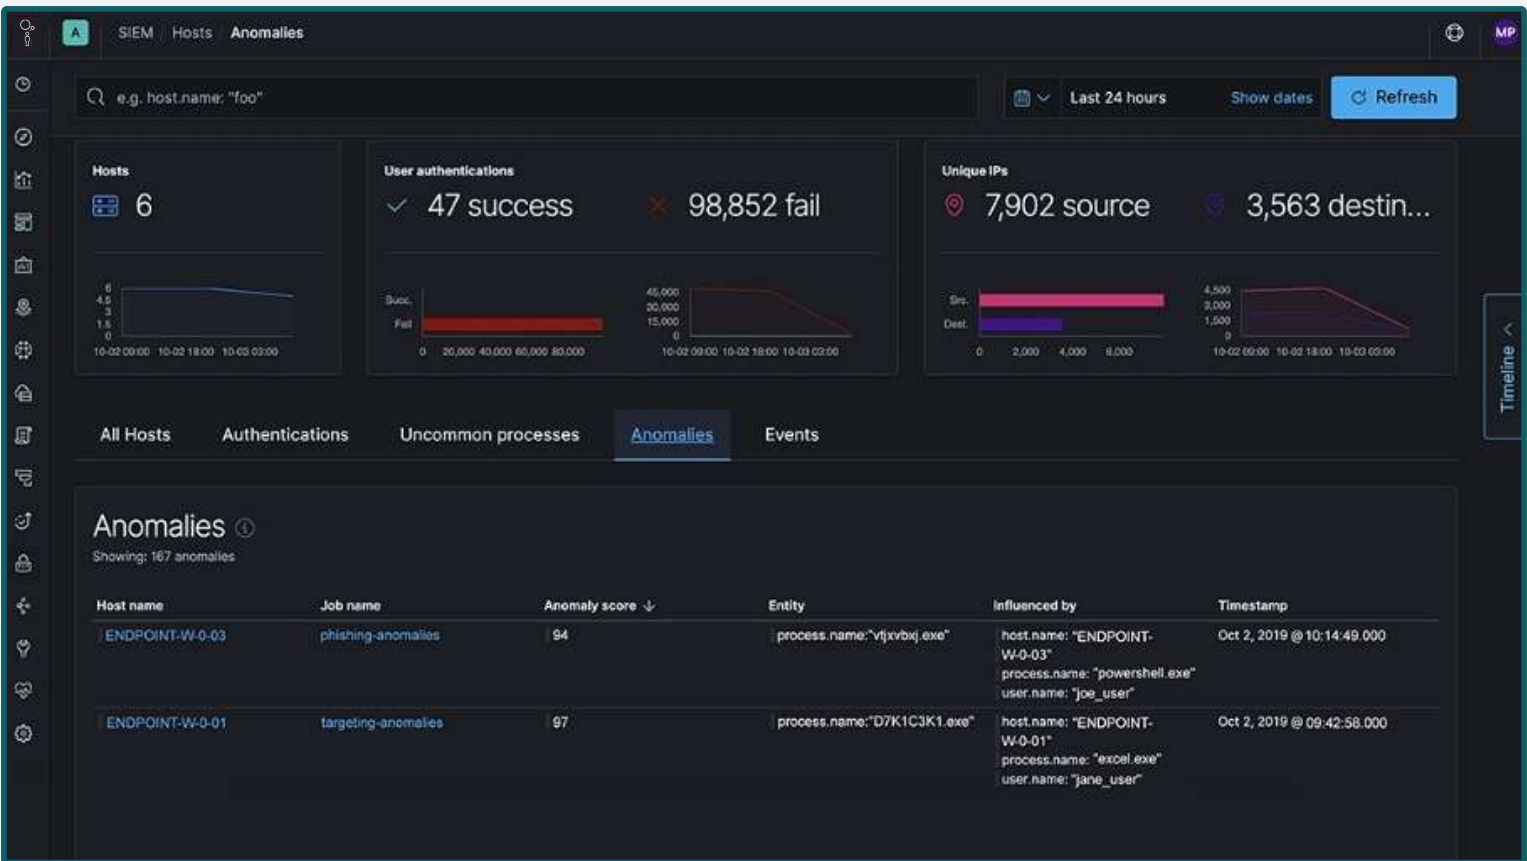 A SIEM Hosts Anomalies MP
e.g. host.name: "foo" Last 24 hours Show dates Refresh
Hosts
6
6
4.5
3
1.5
0
10-02 09:00 10-02 18:00 10-03 03:00
User authentications
47 success 98,852 fail
Succ.
Fail
0 20,000 40,000 60,000 80,000
45,000
30,000
15,000
0
10-02 09:00 10-02 18:00 10-03 03:00
Unique IPs
7,902 source 3,563 destin...
Src.
Dest.
0 2,000 4,000 6,000
4,500
3,000
1,500
0
10-02 09:00 10-02 18:00 10-03 03:00
Timeline
All Hosts Authentications Uncommon processes Anomalies Events
Anomalies
Showing: 167 anomalies
Host name Job name Anomaly score Entity Influenced by Timestamp
ENDPOINT-W-0-03 phishing-anomalies 94 process.name:"vtjxvbxj.exe" host.name: "ENDPOINT- Oct 2, 2019 @ 10:14:49.000
W-0-03"
process.name: "powershell.exe"
user.name: "joe_user"
ENDPOINT-W-0-01 targeting-anomalies 97 process.name:"D7K1C3K1.exe" host.name: "ENDPOINT- Oct 2, 2019 @ 09:42:58.000
W-0-01"
process.name: "excel.exe"
user.name: "jane_user"